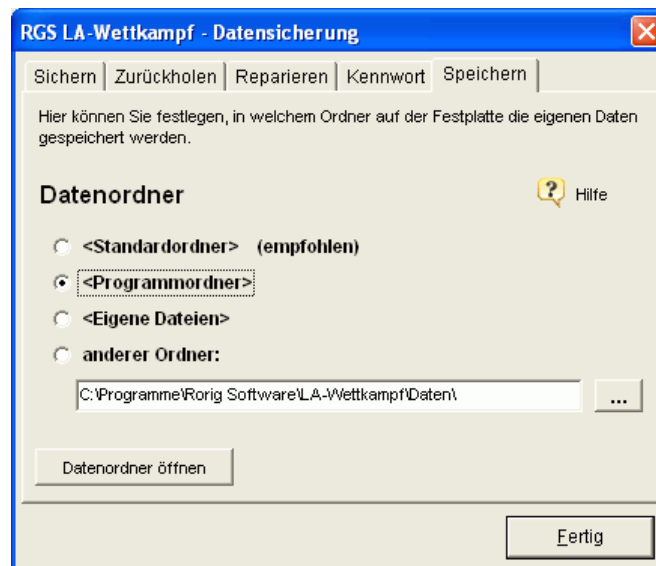 RGS LA-Wettkampf - Datensicherung
Sichern Zurückholen Reparieren Kennwort Speichern
Hier können Sie festlegen, in welchem Ordner auf der Festplatte die eigenen Daten
gespeichert werden.
Datenordner
Hilfe
<Standardordner> (empfohlen)
<Programmordner>
<Eigene Dateien>
anderer Ordner:
C:\Programme\Rorig Software\LA-Wettkampf\Daten\
...
Datenordner öffnen
Fertig